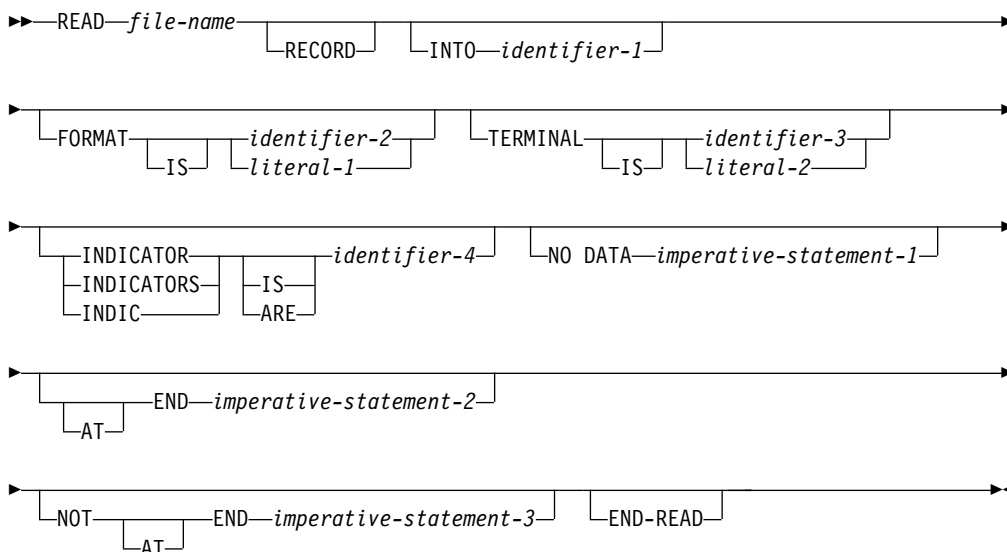 READ file-name RECORD INTO identifier-1
FORMAT IS identifier-2 literal-1 TERMINAL IS identifier-3 literal-2
INDICATOR INDICATORS INDIC IS ARE identifier-4 NO DATA imperative-statement-1
AT END imperative-statement-2
NOT AT END imperative-statement-3 END-READ